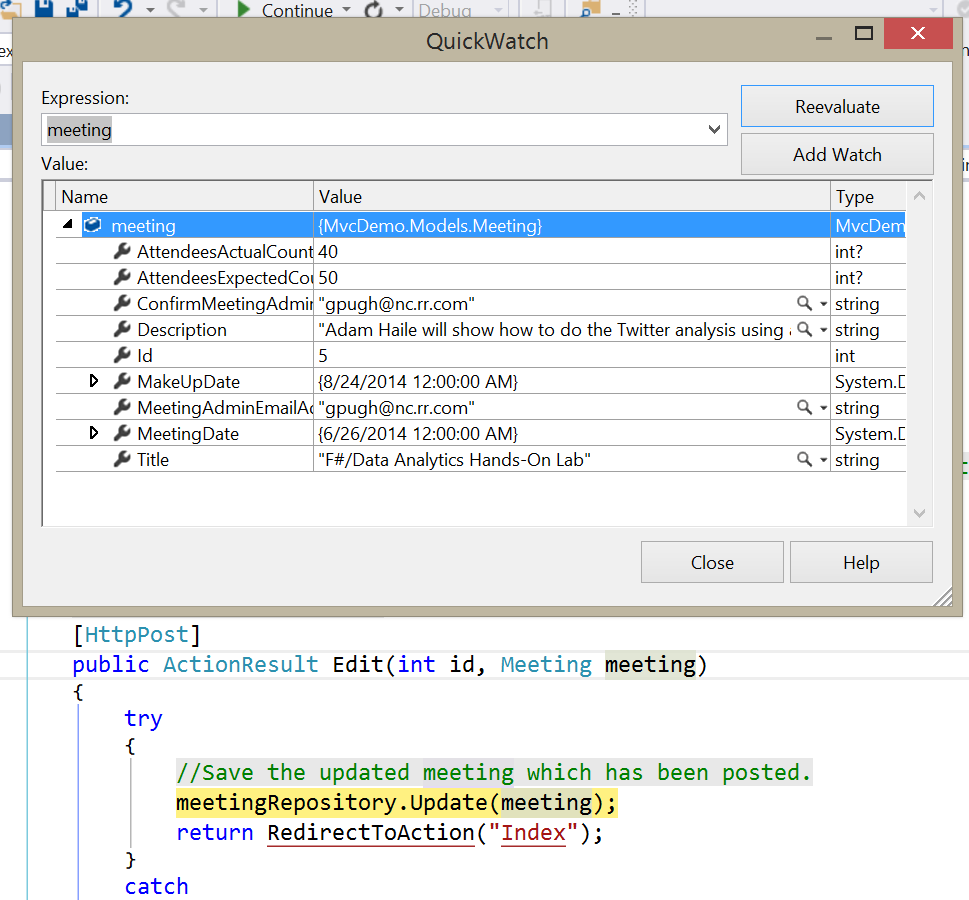 Continue Debug
QuickWatch
Expression:
meeting
Reevaluate
Add Watch
Value:
Name Value Type
meeting {MvcDemo.Models.Meeting} MvcDem
AttendeesActualCount 40 int?
AttendeesExpectedCou 50 int?
ConfirmMeetingAdmin "gpugh@nc.rr.com" string
Description "Adam Haile will show how to do the Twitter analysis using string
Id 5 int
MakeUpDate {8/24/2014 12:00:00 AM} System.D
MeetingAdminEmailAd "gpugh@nc.rr.com" string
MeetingDate {6/26/2014 12:00:00 AM} System.D
Title "F#/Data Analytics Hands-On Lab" string
Close Help
[HttpPost]
public ActionResult Edit(int id, Meeting meeting)
{
try
{
//Save the updated meeting which has been posted.
meetingRepository.Update(meeting);
return RedirectToAction("Index");
}
catch